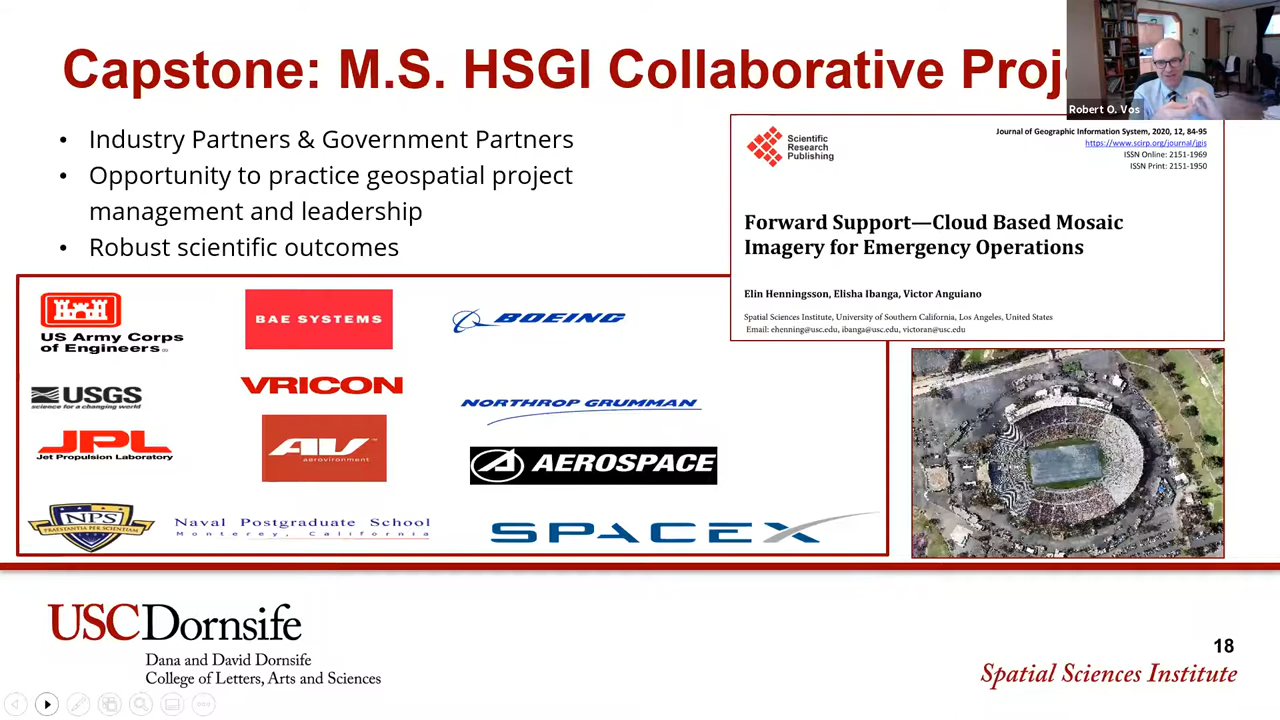 Capstone: M.S. HSGI Collaborative Proj
Robert O. Vos
• Industry Partners & Government Partners
• Opportunity to practice geospatial project
management and leadership
• Robust scientific outcomes
Scientific
Research
Publishing
Journal of Geographic Information System, 2020, 12, 84-95
https://www.scirp.org/journal/jgis
ISSN Online: 2151-1969
ISSN Print: 2151-1950
Forward Support—Cloud Based Mosaic
Imagery for Emergency Operations
Elin Henningsson, Elisha Ibanga, Victor Anguiano
Spatial Sciences Institute, University of Southern California, Los Angeles, United States
Email: ehenning@usc.edu, ibanga@usc.edu, victoran@usc.edu
US Army Corps
of Engineers®
BAE SYSTEMS
BOEING
USGS
science for a changing world
VRICON
NORTHROP GRUMMAN
JPL
Jet Propulsion Laboratory
AV™
aerovironment
AEROSPACE
NPS
PRAESTANTIA PER SCIENTIAM
Naval Postgraduate School
Monterey, California
SPACEX
USC Dornsife
Dana and David Dornsife
College of Letters, Arts and Sciences
18
Spatial Sciences Institute